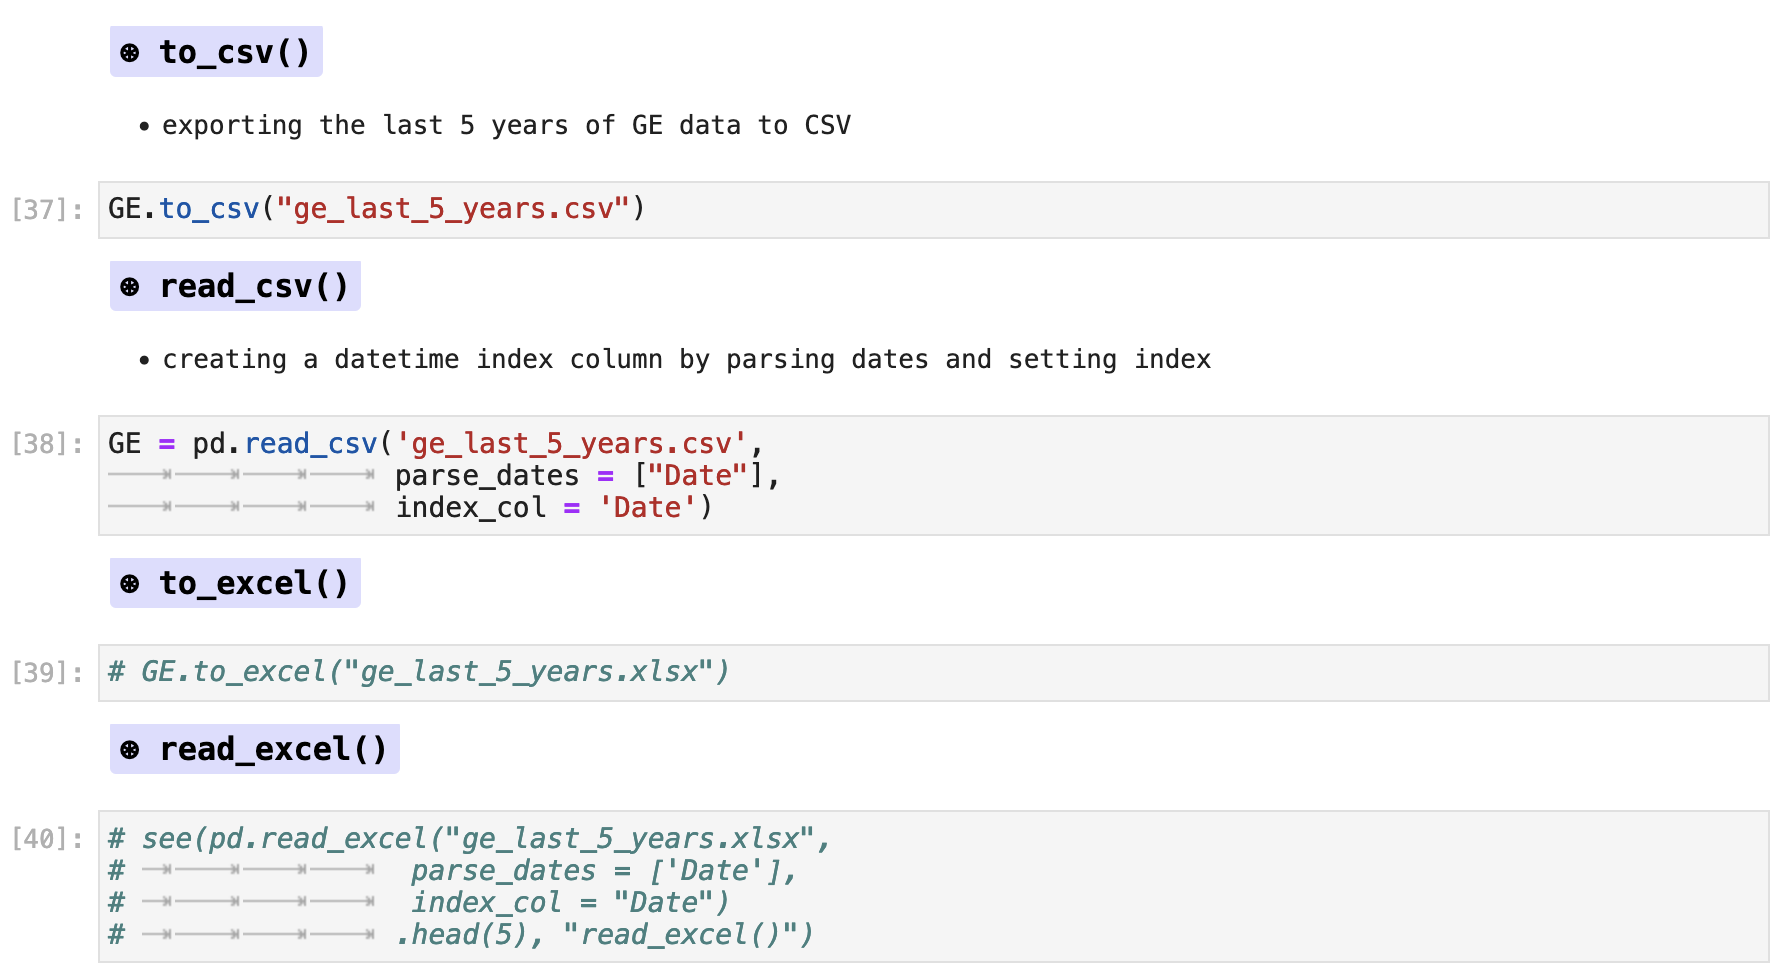 ⊛ to_csv()
• exporting the last 5 years of GE data to CSV
[37]: GE.to_csv("ge_last_5_years.csv")
⊛ read_csv()
• creating a datetime index column by parsing dates and setting index
[38]: GE = pd.read_csv('ge_last_5_years.csv',
parse_dates = ["Date"],
index_col = 'Date')
⊛ to_excel()
[39]: # GE.to_excel("ge_last_5_years.xlsx")
⊛ read_excel()
[40]: # see(pd.read_excel("ge_last_5_years.xlsx",
# parse_dates = ['Date'],
# index_col = "Date")
# .head(5), "read_excel()")